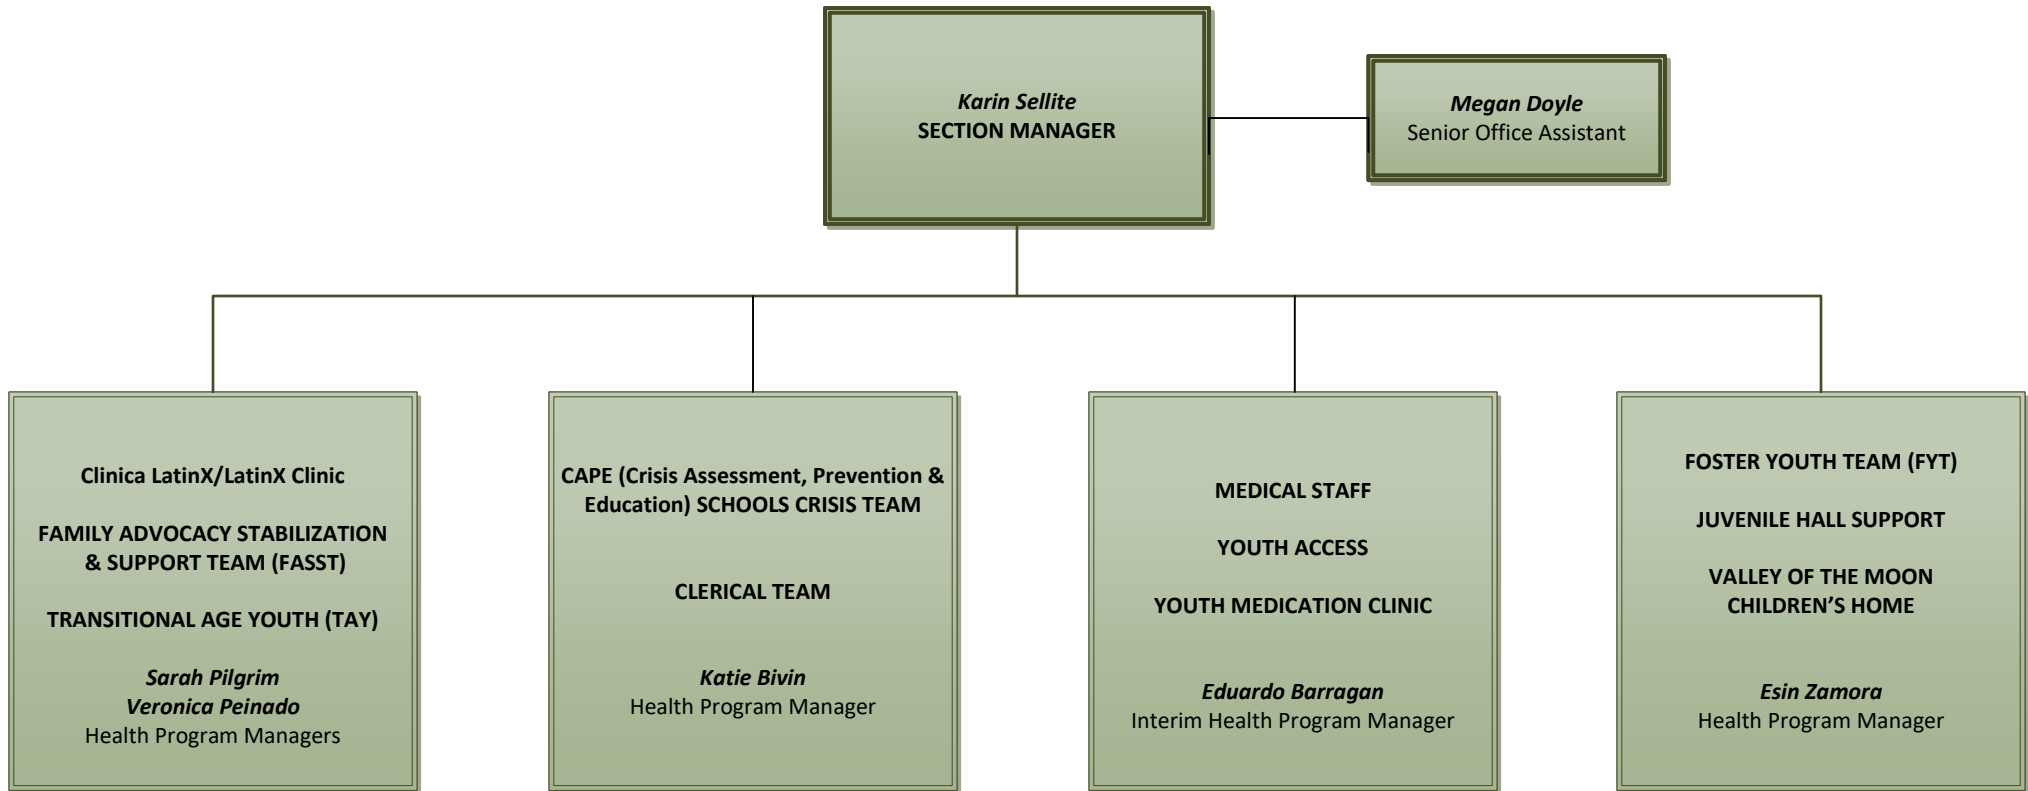 Karin Sellite
SECTION MANAGER
Megan Doyle
Senior Office Assistant
Clinica LatinX/LatinX Clinic
FAMILY ADVOCACY STABILIZATION
& SUPPORT TEAM (FASST)
TRANSITIONAL AGE YOUTH (TAY)
Sarah Pilgrim
Veronica Peinado
Health Program Managers
CAPE (Crisis Assessment, Prevention &
Education) SCHOOLS CRISIS TEAM
CLERICAL TEAM
Katie Bivin
Health Program Manager
MEDICAL STAFF
YOUTH ACCESS
YOUTH MEDICATION CLINIC
Eduardo Barragan
Interim Health Program Manager
FOSTER YOUTH TEAM (FYT)
JUVENILE HALL SUPPORT
VALLEY OF THE MOON
CHILDREN’S HOME
Esin Zamora
Health Program Manager